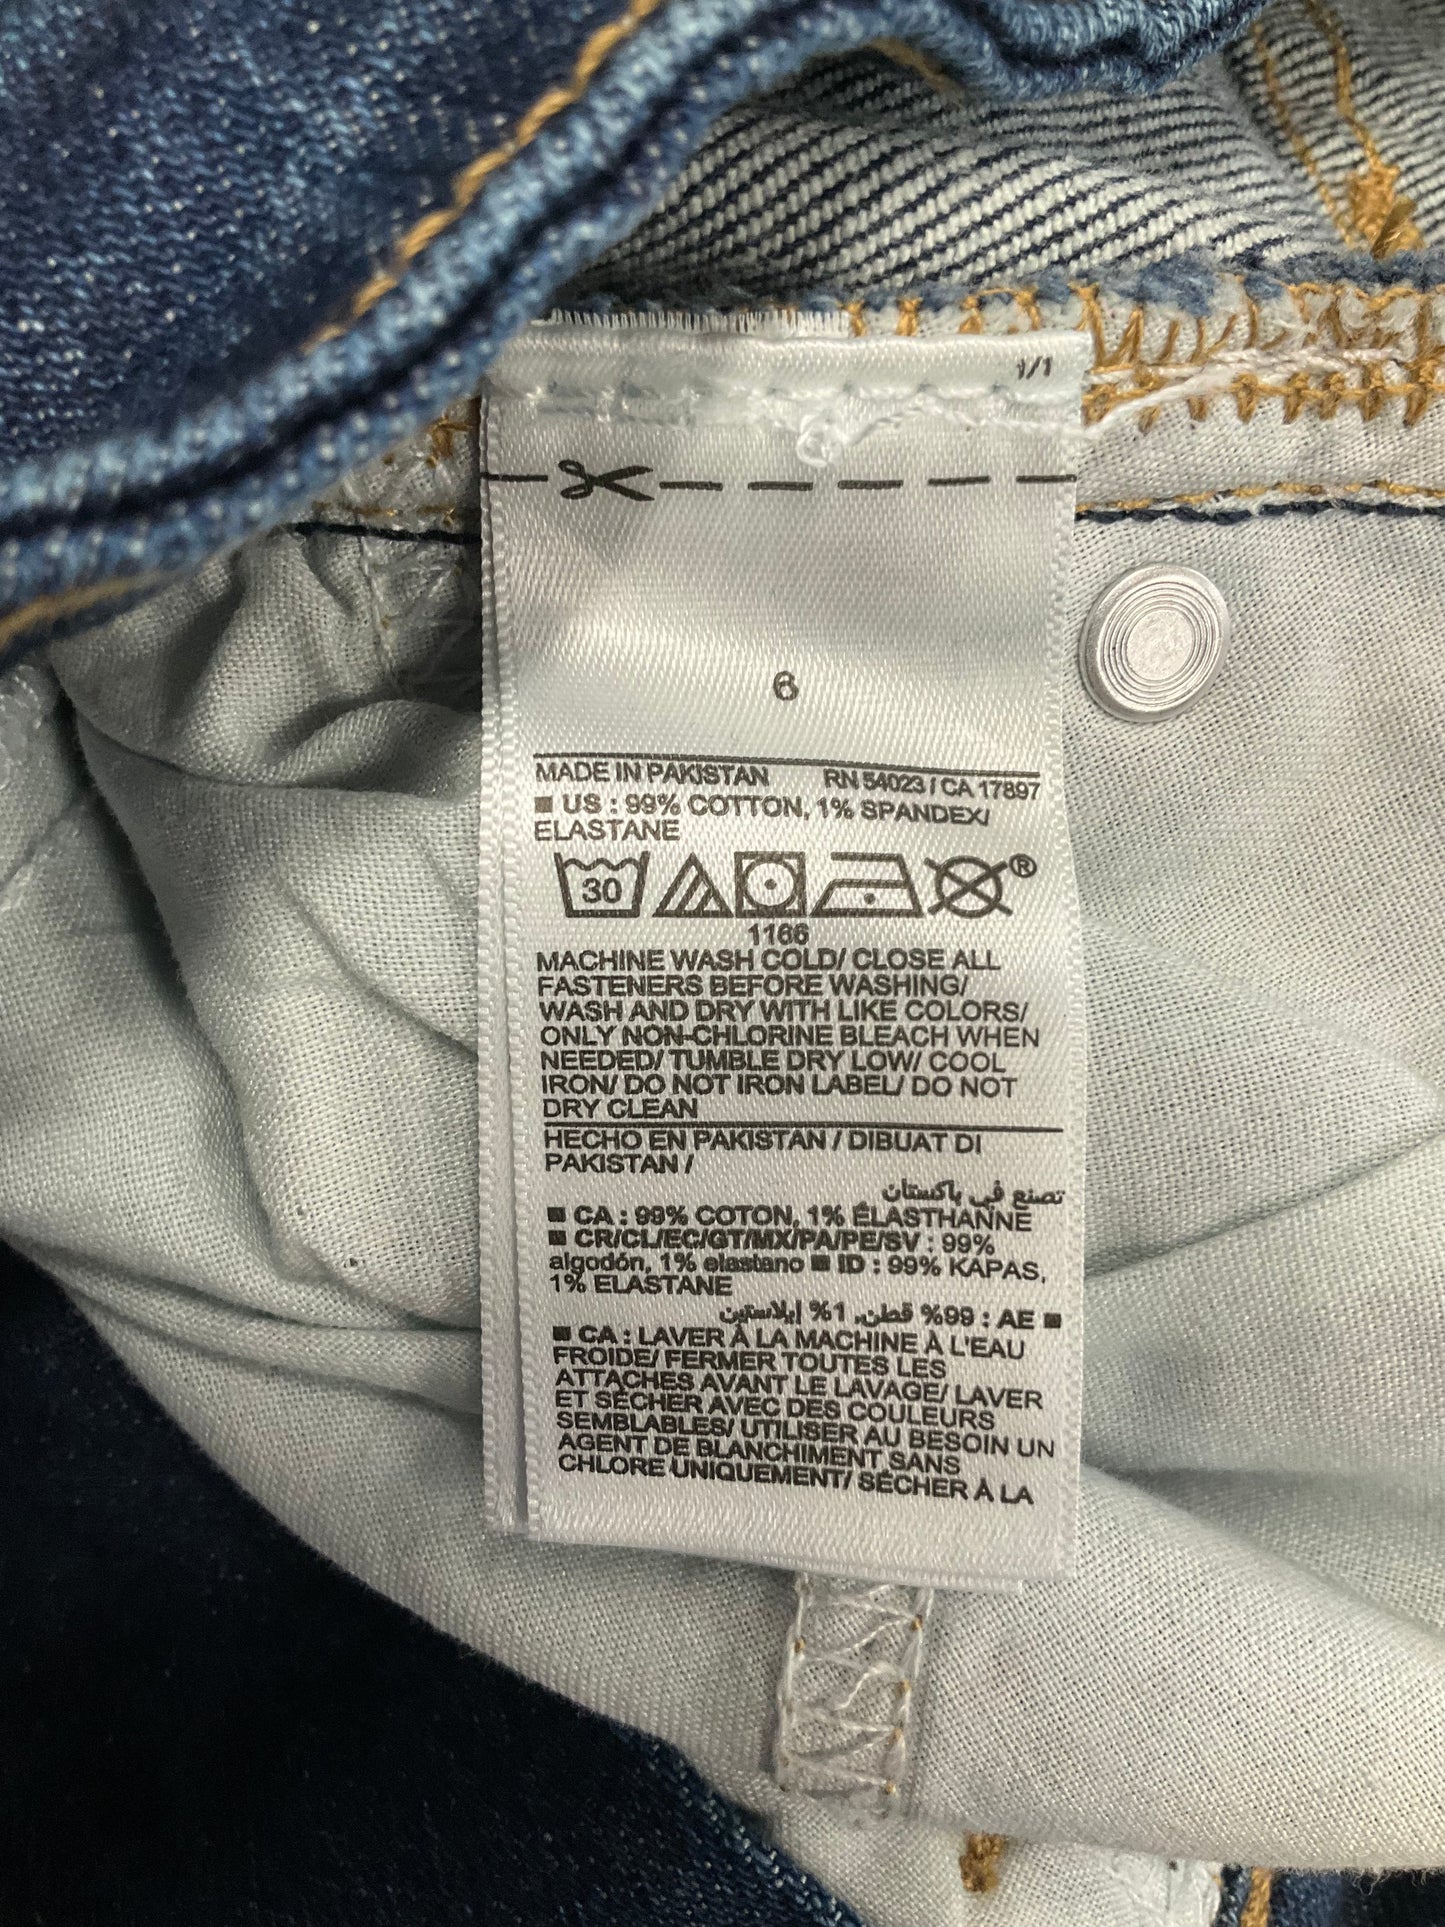 1/1
6
MADE IN PAKISTAN RN 54023 / CA 17897
■ US : 99% COTTON, 1% SPANDEX/
ELASTANE
30
®
1166
MACHINE WASH COLD/ CLOSE ALL
FASTENERS BEFORE WASHING/
WASH AND DRY WITH LIKE COLORS/
ONLY NON-CHLORINE BLEACH WHEN
NEEDED/ TUMBLE DRY LOW/ COOL
IRON/ DO NOT IRON LABEL/ DO NOT
DRY CLEAN
HECHO EN PAKISTAN / DIBUAT DI
PAKISTAN /
تصنع في باكستان
■ CA : 99% COTON, 1% ÉLASTHANNE
■ CR/CL/EC/GT/MX/PA/PE/SV : 99%
algodón, 1% elastano ■ ID : 99% KAPAS,
1% ELASTANE
■ AE : 99% قطن, 1% إيلاستين
■ CA : LAVER À LA MACHINE À L'EAU
FROIDE/ FERMER TOUTES LES
ATTACHES AVANT LE LAVAGE/ LAVER
ET SÉCHER AVEC DES COULEURS
SEMBLABLES/ UTILISER AU BESOIN UN
AGENT DE BLANCHIMENT SANS
CHLORE UNIQUEMENT/ SÉCHER À LA